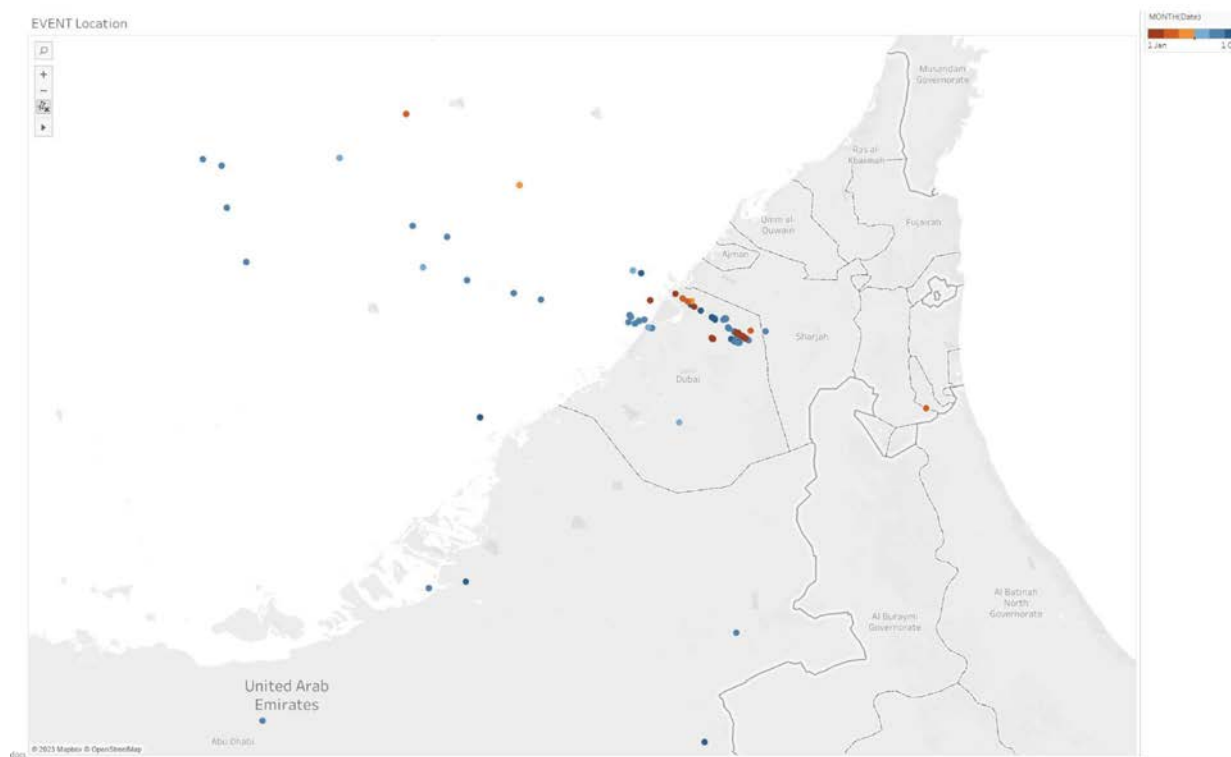 EVENT Location
MONTH(Date)
1 Jan
Musandam
Governorate
Ras al-
Khaimah
Umm al-
Quwain
Fujairah
Ajman
Sharjah
Dubai
Al Batinah
North
Governorate
Al Buraymi
Governorate
United Arab
Emirates
Abu Dhabi
© 2023 Mapbox © OpenStreetMap